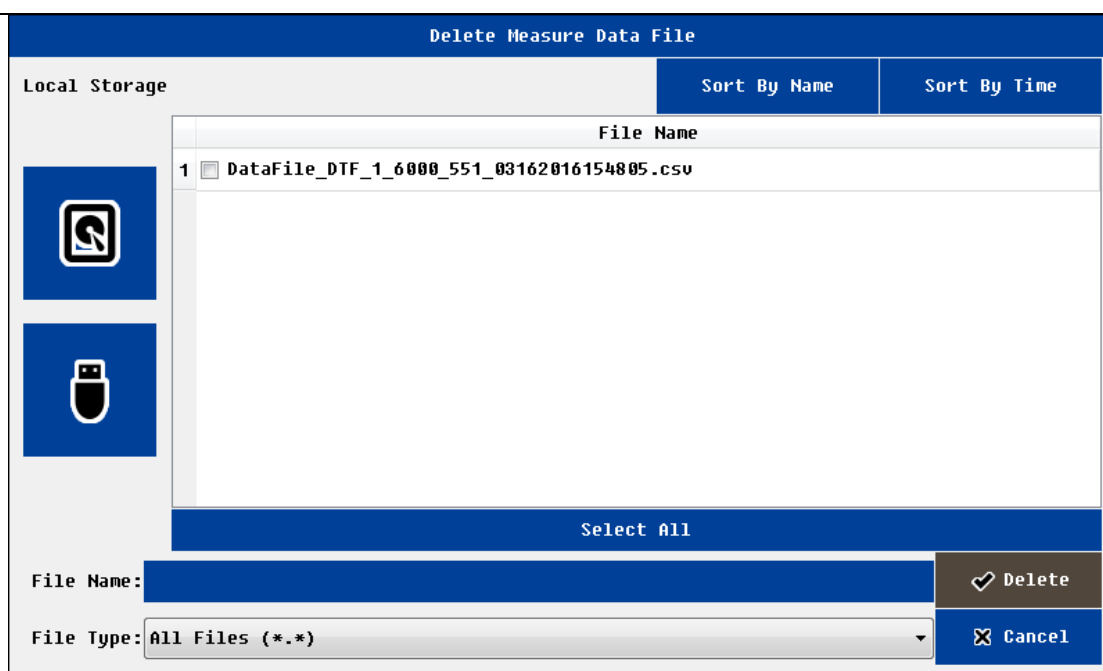 Delete Measure Data File
Local Storage Sort By Name Sort By Time
File Name
1 DataFile_DTF_1_6000_551_03162016154805.csv
Select All
File Name: Delete
File Type: All Files (*.*) Cancel